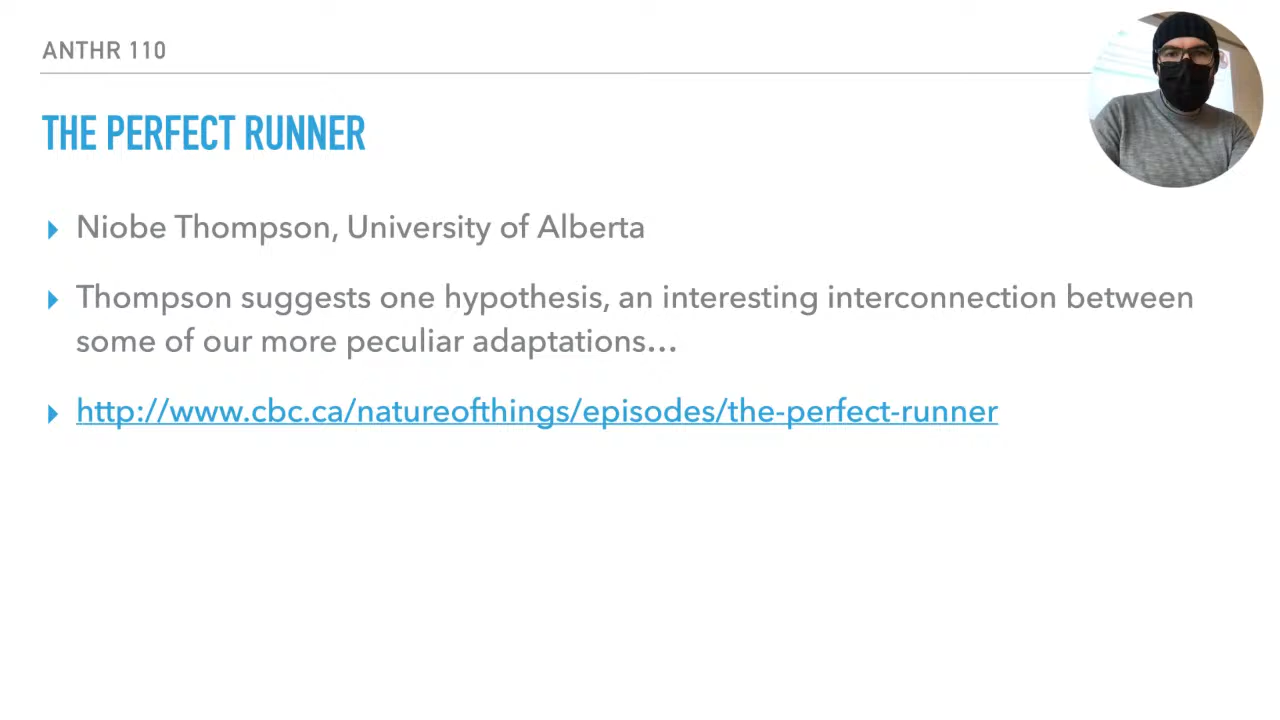 ANTHR 110
THE PERFECT RUNNER
Niobe Thompson, University of Alberta
Thompson suggests one hypothesis, an interesting interconnection between
some of our more peculiar adaptations…
http://www.cbc.ca/natureofthings/episodes/the-perfect-runner